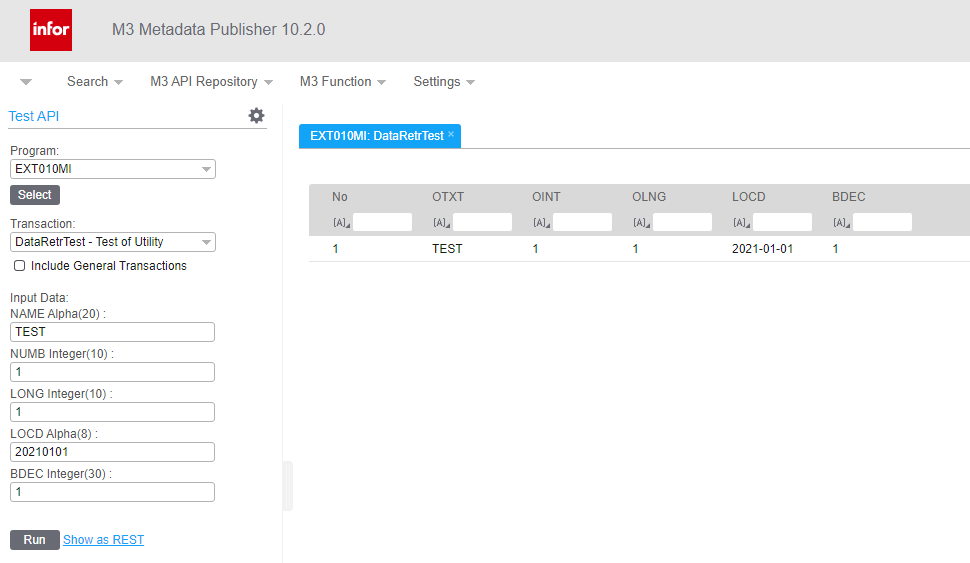 infor
M3 Metadata Publisher 10.2.0
Search M3 API Repository M3 Function Settings
Test API
Program:
EXT010MI
Select
Transaction:
DataRetrTest - Test of Utility
Include General Transactions
Input Data:
NAME Alpha(20) :
TEST
NUMB Integer(10) :
1
LONG Integer(10) :
1
LOCD Alpha(8) :
20210101
BDEC Integer(30) :
1
Run Show as REST
EXT010MI: DataRetrTest ×
No OTXT OINT OLNG LOCD BDEC
[A] [A] [A] [A] [A] [A]
1 TEST 1 1 2021-01-01 1